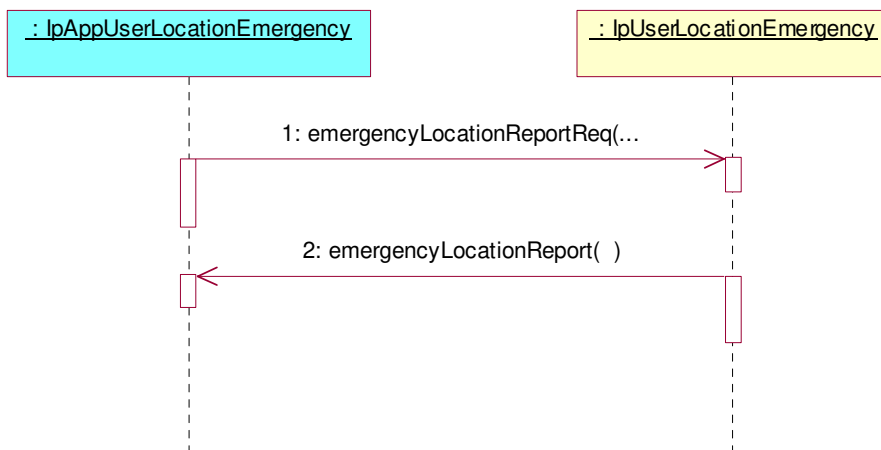 : IpAppUserLocationEmergency
: IpUserLocationEmergency
1: emergencyLocationReportReq(...
2: emergencyLocationReport( )